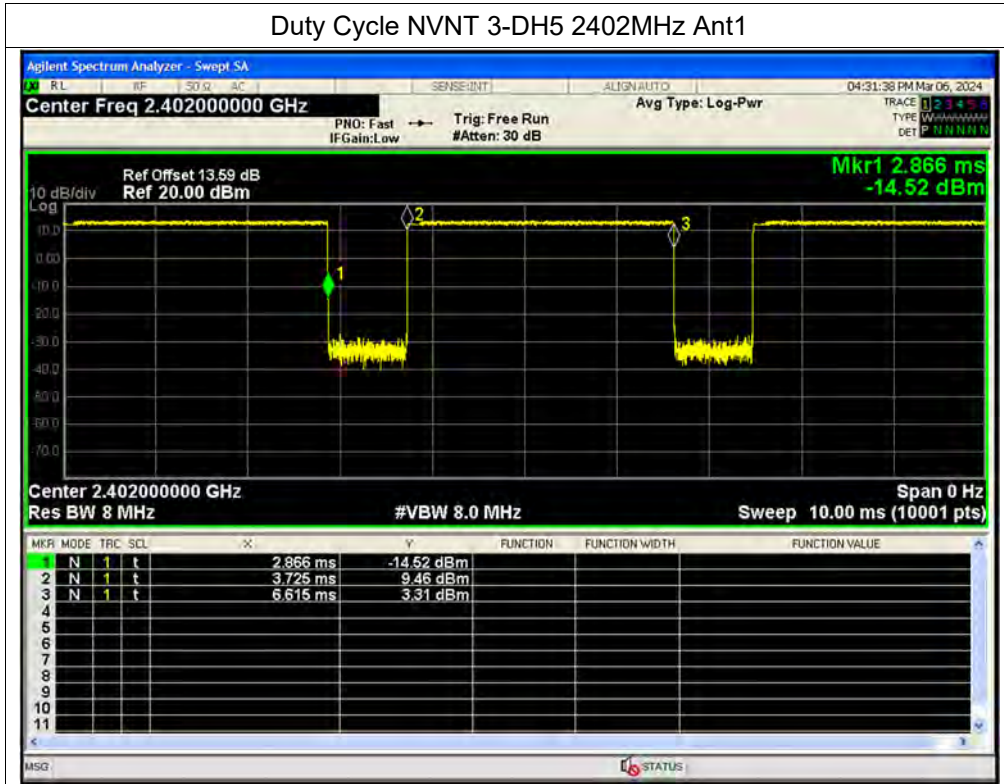 Duty Cycle NVNT 3-DH5 2402MHz Ant1
Agilent Spectrum Analyzer - Swept SA
RL RF 50 Ω AC SENSE:INT ALIGN AUTO 04:31:38 PM Mar 06, 2024
Center Freq 2.402000000 GHz Avg Type: Log-Pwr TRACE 1 2 3 4 5 6
PNO: Fast Trig: Free Run TYPE W
IFGain:Low #Atten: 30 dB DET P N N N N N
Mkr1 2.866 ms
-14.52 dBm
Ref Offset 13.59 dB
10 dB/div Ref 20.00 dBm
Log
10.0
0.00
-10.0
-20.0
-30.0
-40.0
-50.0
-60.0
-70.0
1
2
3
Center 2.402000000 GHz Span 0 Hz
Res BW 8 MHz #VBW 8.0 MHz Sweep 10.00 ms (10001 pts)
MKR MODE TRC SCL X Y FUNCTION FUNCTION WIDTH FUNCTION VALUE
1 N 1 t 2.866 ms -14.52 dBm
2 N 1 t 3.725 ms 9.46 dBm
3 N 1 t 6.615 ms 3.31 dBm
4
5
6
7
8
9
10
11
MSG STATUS